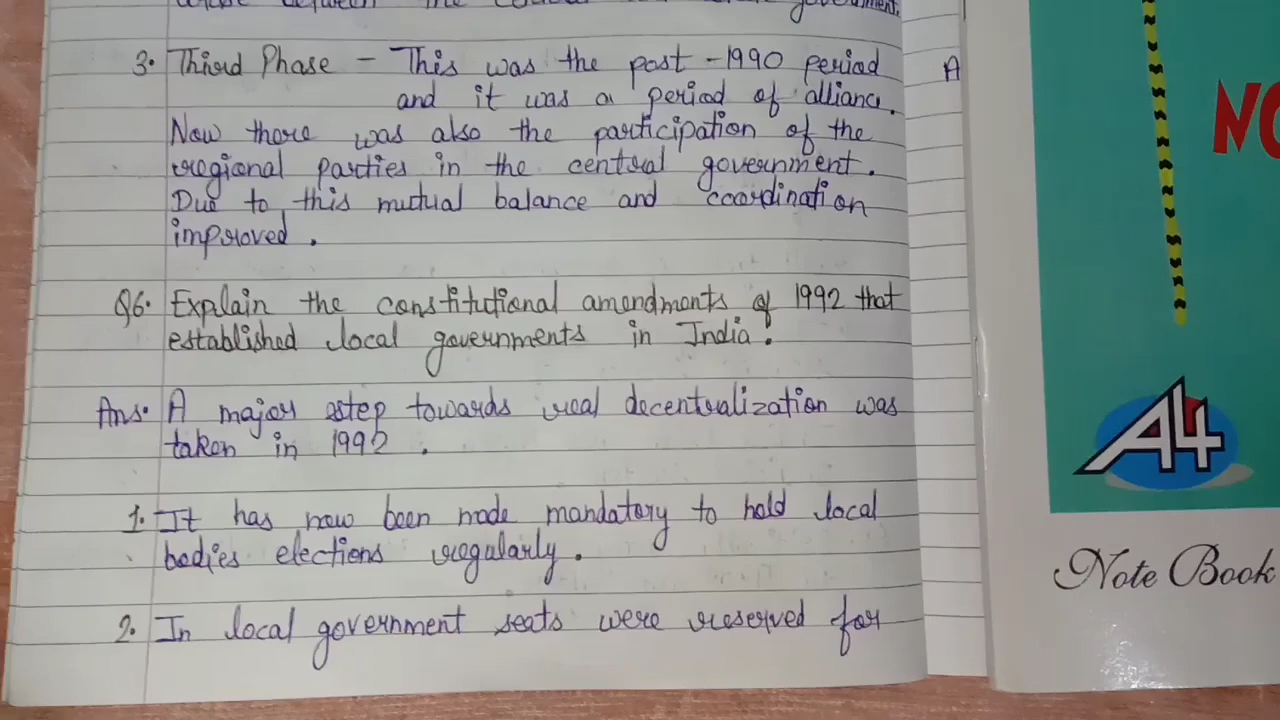 3. Third Phase - This was the post -1990 period
and it was a period of alliance.
Now there was also the participation of the
regional parties in the central government.
Due to this mutual balance and coordination
improved.
Q6. Explain the constitutional amendments of 1992 that
established local governments in India?
Ans. A major step towards real decentralization was
taken in 1992.
1. It has now been made mandatory to hold local
bodies elections regularly.
2. In local government seats were reserved for
A
A4
Note Book